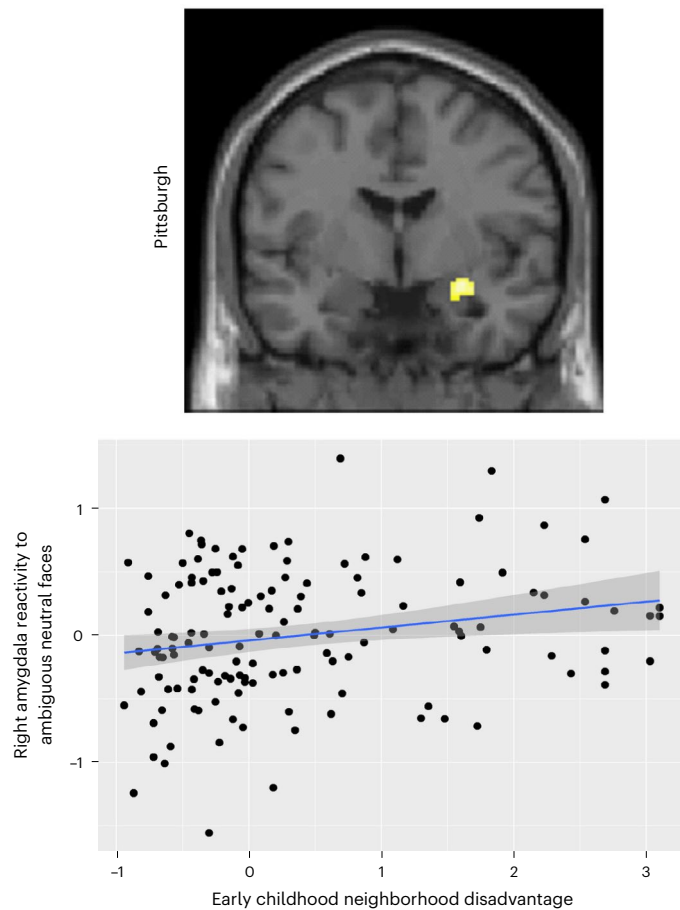 Pittsburgh
Right amygdala reactivity to
ambiguous neutral faces
1
0
–1
–1
0
1
2
3
Early childhood neighborhood disadvantage